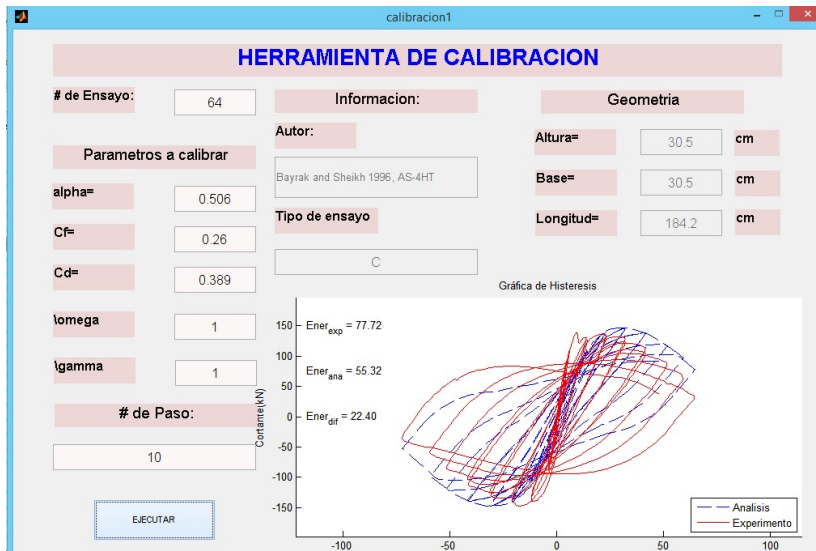 calibracion1
HERRAMIENTA DE CALIBRACION
# de Ensayo:
64
Parametros a calibrar
alpha=
0.506
Cf=
0.26
Cd=
0.389
\omega
1
\gamma
1
# de Paso:
10
EJECUTAR
Informacion:
Autor:
Bayrak and Sheikh 1996, AS-4HT
Tipo de ensayo
C
Geometria
Altura=
30.5
cm
Base=
30.5
cm
Longitud=
184.2
cm
Gráfica de Histeresis
Cortante(kN)
150
100
50
0
-50
-100
-150
Ener_exp = 77.72
Ener_ana = 55.32
Ener_dif = 22.40
Analisis
Experimento
-100
-50
0
50
100